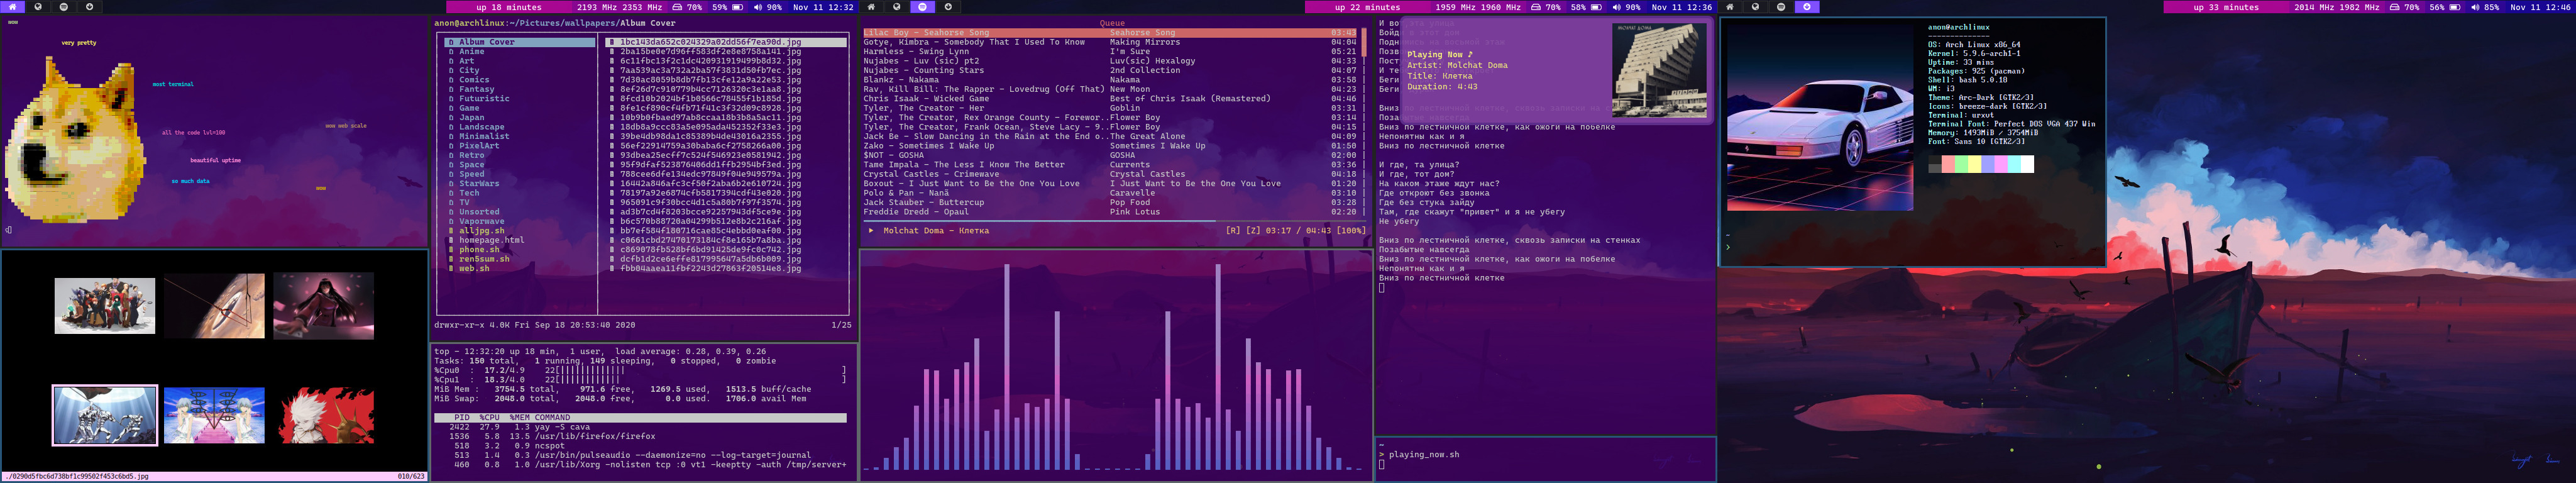 up 18 minutes 2193 MHz 2353 MHz 70% 59% 90% Nov 11 12:32
wow
very pretty
most terminal
all the code lvl=100
wow web scale
beautiful uptime
so much data
wow
./0290d5fbc6d738bf1c99502f453c6bd5.jpg 010/623
anon@archlinux:~/Pictures/wallpapers/Album Cover
Album Cover 1bc143da652c024329a02dd56f7ea90d.jpg
Anime 2ba15be0e7d96ff583df2e8e8758a141.jpg
Art 6c11fbc13f2c1dc420931919499b8d32.jpg
City 7aa539ac3a732a2ba57f3831d50fb7ec.jpg
Comics 7d30ac8059b8db7fb13cfe12a9a22e53.jpg
Fantasy 8ef26d7c910779b4cc7126320c3e1aa8.jpg
Futuristic 8fcd10b2024bf1b0566c78455f1b185d.jpg
Game 8fe1cf890cf4fb71f41c3f32d09c8928.jpg
Japan 10b9b0fbaed97ab8ccaa18b3b8a5ac11.jpg
Landscape 18db8a9ccc83a5e095ada452352f33e3.jpg
Minimalist 39be4db98da1c85389b4de43016a2355.jpg
PixelArt 56ef22914759a30baba6cf2758266a00.jpg
Retro 93dbea25ecff7c524f546923e0581942.jpg
Space 95f9dfaf523876406dd1ffb2954bf3ed.jpg
Speed 788cee6dfe134edc97849f04e949579a.jpg
StarWars 16442a846afc3cf50f2aba6b2e610724.jpg
Tech 78197a92e6874cfb5817394cdf43e020.jpg
TV 965091c9f30bcc4d1c5a80b7f97f3574.jpg
Unsorted ad3b7cd4f8203bcce92257943df5ce9e.jpg
Vaporwave b6c570b88720a04299b512e8b2c216af.jpg
alljpg.sh bb7ef584f180716cae85c4ebbd0eaf00.jpg
homepage.html c0661cbd27470173184cf8e165b7a8ba.jpg
phone.sh c869078fb528bf6bd91425de9fc0c742.jpg
ren5sum.sh dcfb1d2ce6effe817995647a5db6b009.jpg
web.sh fbb04aaea11fbf2243d27863f20514e8.jpg
drwxr-xr-x 4.0K Fri Sep 18 20:53:40 2020 1/25
top - 12:32:20 up 18 min, 1 user, load average: 0.28, 0.39, 0.26
Tasks: 150 total, 1 running, 149 sleeping, 0 stopped, 0 zombie
%Cpu0 : 17.2/4.9 22[||||||||||||| ]
%Cpu1 : 18.3/4.0 22[|||||||||||| ]
MiB Mem : 3754.5 total, 971.6 free, 1269.5 used, 1513.5 buff/cache
MiB Swap: 2048.0 total, 2048.0 free, 0.0 used. 1706.0 avail Mem
PID %CPU %MEM COMMAND
2422 27.9 1.3 yay -S cava
1536 5.8 13.5 /usr/lib/firefox/firefox
518 3.2 0.9 ncspot
513 1.4 0.3 /usr/bin/pulseaudio --daemonize=no --log-target=journal
460 0.8 1.0 /usr/lib/Xorg -nolisten tcp :0 vt1 -keeptty -auth /tmp/server+
up 22 minutes 1959 MHz 1960 MHz 70% 58% 90% Nov 11 12:36
Queue
Lilac Boy - Seahorse Song Seahorse Song 03:43
Gotye, Kimbra - Somebody That I Used To Know Making Mirrors 04:04
Harmless - Swing Lynn I'm Sure 05:21
Nujabes - Luv (sic) pt2 Luv(sic) Hexalogy 04:33
Nujabes - Counting Stars 2nd Collection 04:07
Blankz - Nakama Nakama 03:58
Rav, Kill Bill: The Rapper - Lovedrug (Off That) New Moon 04:23
Chris Isaak - Wicked Game Best of Chris Isaak (Remastered) 04:46
Tyler, The Creator - Her Goblin 03:31
Tyler, The Creator, Rex Orange County - Forewor.. Flower Boy 03:14
Tyler, The Creator, Frank Ocean, Steve Lacy - 9.. Flower Boy 04:15
Jack Be - Slow Dancing in the Rain at the End o.. The Great Alone 04:09
Zako - Sometimes I Wake Up Sometimes I Wake Up 01:50
$NOT - GOSHA GOSHA 02:00
Tame Impala - The Less I Know The Better Currents 03:36
Crystal Castles - Crimewave Crystal Castles 04:18
Boxout - I Just Want to Be the One You Love I Just Want to Be the One You Love 01:20
Polo & Pan - Nanã Caravelle 03:10
Jack Stauber - Buttercup Pop Food 03:28
Freddie Dredd - Opaul Pink Lotus 02:20
Molchat Doma - Клетка [R] [Z] 03:17 / 04:43 [100%]
Playing Now ♪
Artist: Molchat Doma
Title: Клетка
Duration: 4:43
Вниз по лестничной клетке, как ожоги на побелке
Непонятны как и я
Вниз по лестничной клетке
И где, та улица?
И где, тот дом?
На каком этаже ждут нас?
Где откроют без звонка
Где без стука зайду
Там, где скажут "привет" и я не убегу
Не убегу
Вниз по лестничной клетке, сквозь записки на стенках
Позабытые навсегда
Вниз по лестничной клетке, как ожоги на побелке
Непонятны как и я
Вниз по лестничной клетке
~
> playing_now.sh
up 33 minutes 2014 MHz 1982 MHz 70% 56% 85% Nov 11 12:46
anon@archlinux
--------------
OS: Arch Linux x86_64
Kernel: 5.9.6-arch1-1
Uptime: 33 mins
Packages: 925 (pacman)
Shell: bash 5.0.18
WM: i3
Theme: Arc-Dark [GTK2/3]
Icons: breeze-dark [GTK2/3]
Terminal: urxvt
Terminal Font: Perfect DOS VGA 437 Win
Memory: 1493MiB / 3754MiB
Font: Sans 10 [GTK2/3]
~
>